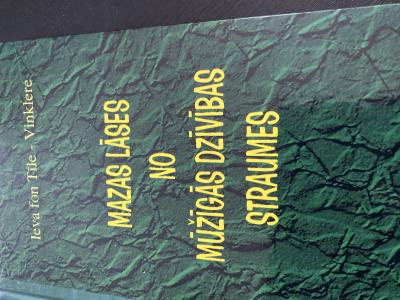 Ieva fon Tīle - Vinklere
MAZAS LĀSES
NO
MŪŽĪGĀS DZĪVĪBAS
STRAUMES